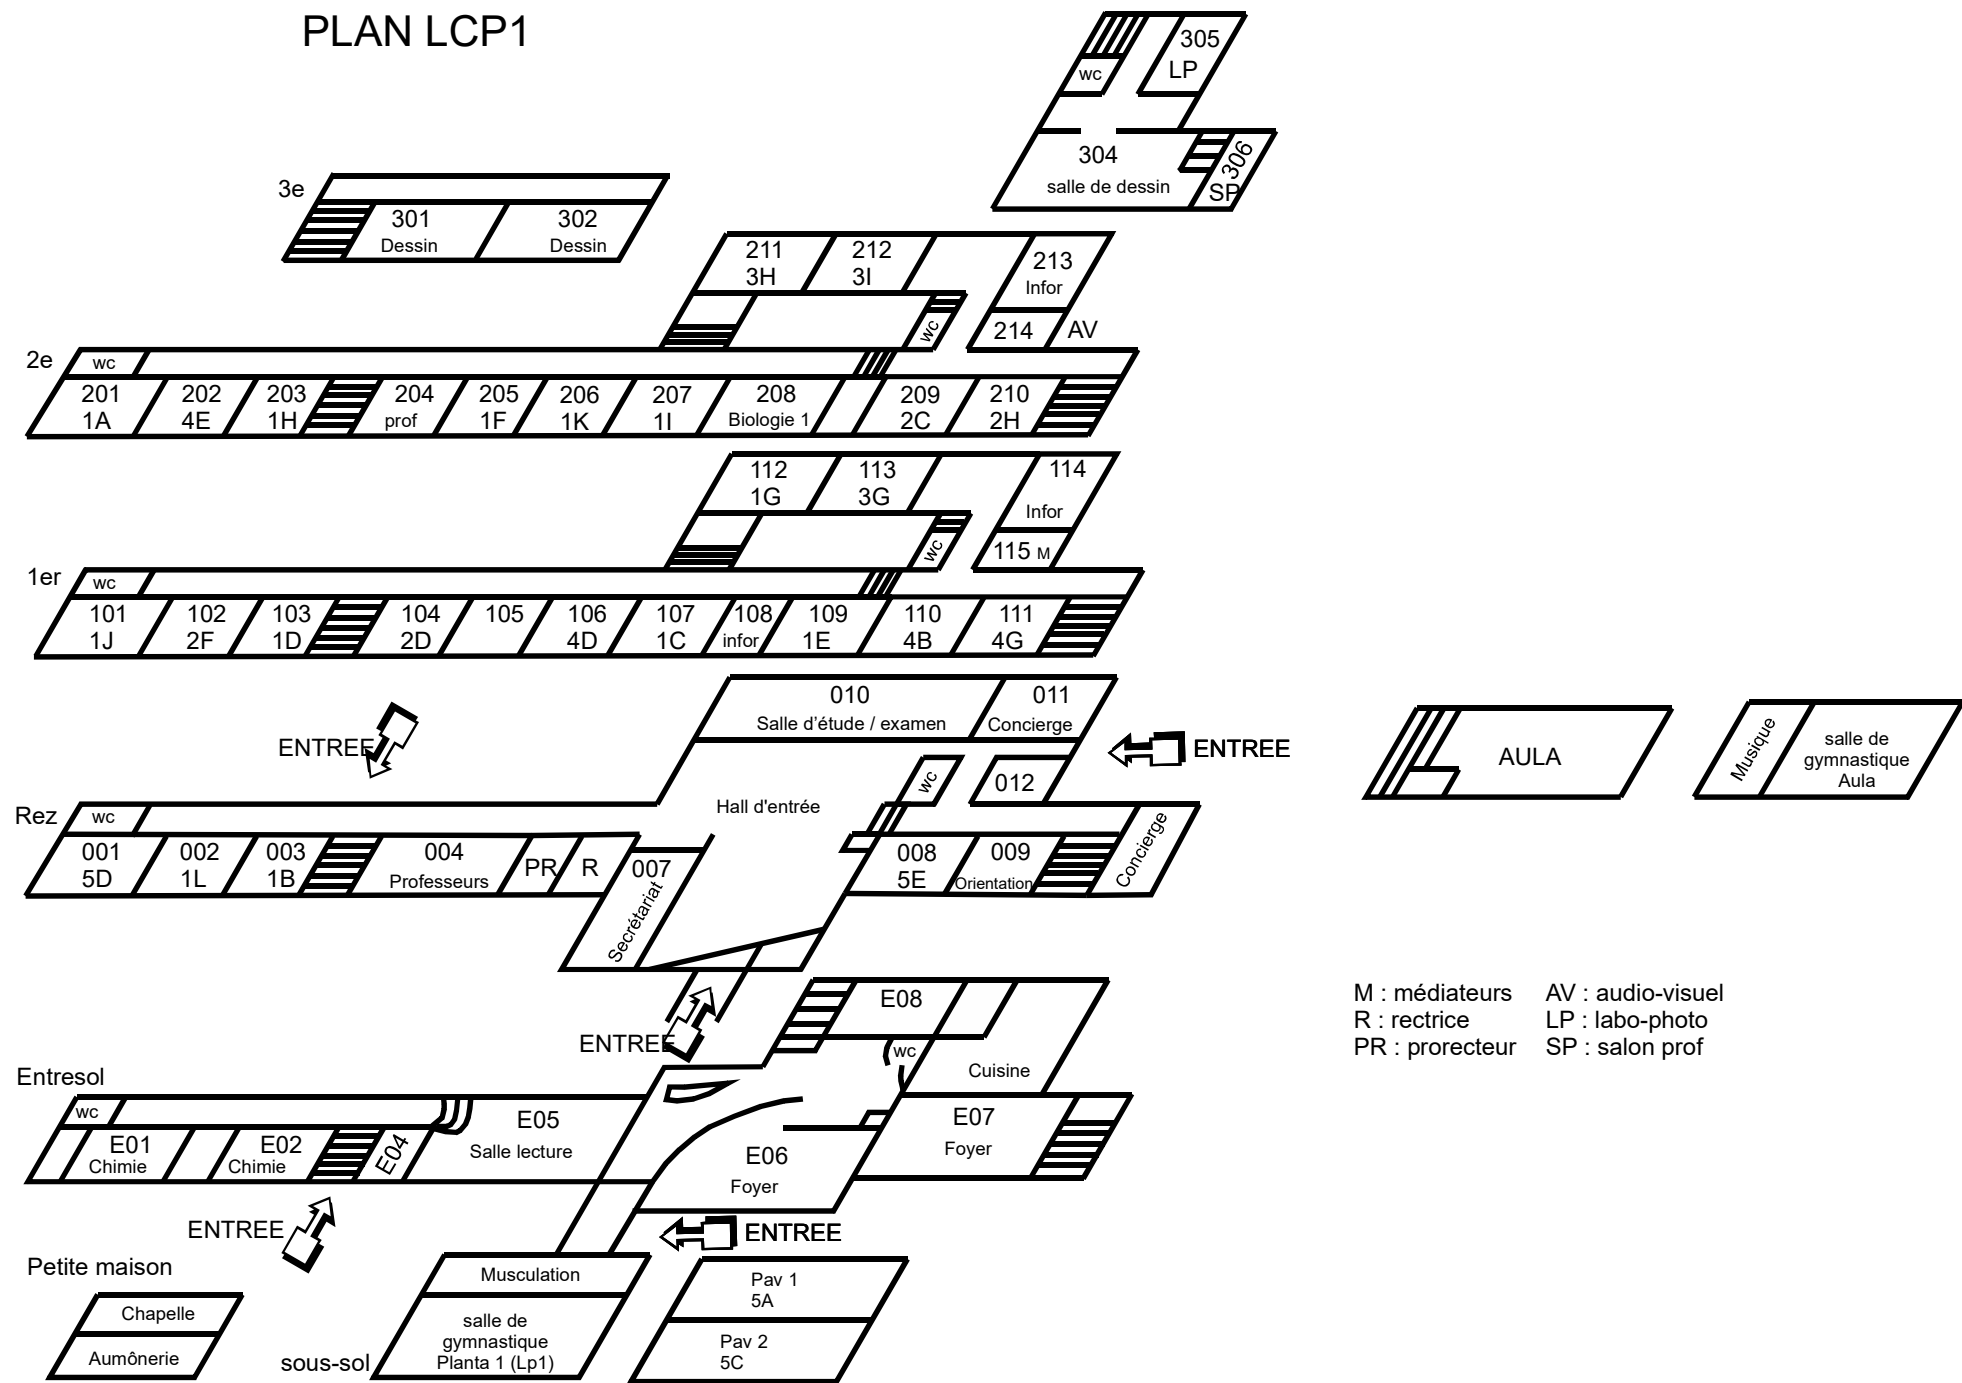 PLAN LCP1
305
LP
wc
304
salle de dessin
306
SP
3e
301
Dessin
302
Dessin
211
3H
212
3I
213
Infor
214
AV
wc
2e
wc
201
1A
202
4E
203
1H
204
prof
205
1F
206
1K
207
1I
208
Biologie 1
209
2C
210
2H
112
1G
113
3G
114
Infor
115 M
wc
1er
wc
101
1J
102
2F
103
1D
104
2D
105
106
4D
107
1C
108
infor
109
1E
110
4B
111
4G
010
Salle d'étude / examen
011
Concierge
ENTREE
ENTREE
wc
012
Hall d'entrée
AULA
Musique
salle de
gymnastique
Aula
Rez
wc
001
5D
002
1L
003
1B
004
Professeurs
PR
R
007
Secrétariat
008
5E
009
Orientation
Concierge
M : médiateurs
R : rectrice
PR : prorecteur
AV : audio-visuel
LP : labo-photo
SP : salon prof
ENTREE
E08
wc
Cuisine
Entresol
wc
E01
Chimie
E02
Chimie
E04
E05
Salle lecture
E06
Foyer
E07
Foyer
ENTREE
ENTREE
Petite maison
Chapelle
Aumônerie
sous-sol
Musculation
salle de
gymnastique
Planta 1 (Lp1)
Pav 1
5A
Pav 2
5C